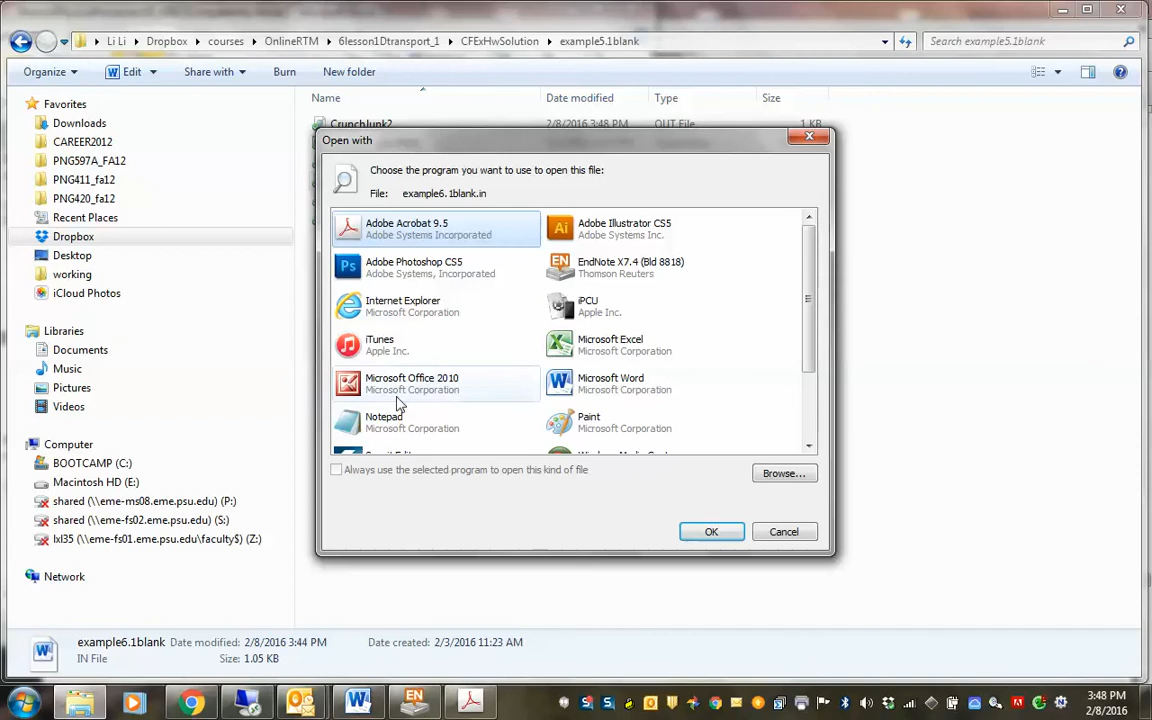 Li Li Dropbox courses OnlineRTM 6lesson1Dtransport_1 CFExHwSolution example5.1blank
Search example5.1blank
Organize Edit Share with Burn New folder
Name Date modified Type Size
Favorites
Downloads
CAREER2012
PNG597A_FA12
PNG411_fa12
PNG420_fa12
Recent Places
Dropbox
Desktop
working
iCloud Photos
Libraries
Documents
Music
Pictures
Videos
Computer
BOOTCAMP (C:)
Macintosh HD (E:)
shared (\\eme-ms08.eme.psu.edu) (P:)
shared (\\eme-fs02.eme.psu.edu) (S:)
lxl35 (\\eme-fs01.eme.psu.edu\faculty$) (Z:)
Network
CrunchJunk2 2/8/2016 3:48 PM OUT File 1 KB
Open with
Choose the program you want to use to open this file:
File: example6.1blank.in
Adobe Acrobat 9.5
Adobe Systems Incorporated
Adobe Illustrator CS5
Adobe Systems Inc.
Adobe Photoshop CS5
Adobe Systems, Incorporated
EndNote X7.4 (Bld 8818)
Thomson Reuters
Internet Explorer
Microsoft Corporation
iPCU
Apple Inc.
iTunes
Apple Inc.
Microsoft Excel
Microsoft Corporation
Microsoft Office 2010
Microsoft Corporation
Microsoft Word
Microsoft Corporation
Notepad
Microsoft Corporation
Paint
Microsoft Corporation
Always use the selected program to open this kind of file
Browse...
OK Cancel
example6.1blank Date modified: 2/8/2016 3:44 PM Date created: 2/3/2016 11:23 AM
IN File Size: 1.05 KB
3:48 PM
2/8/2016